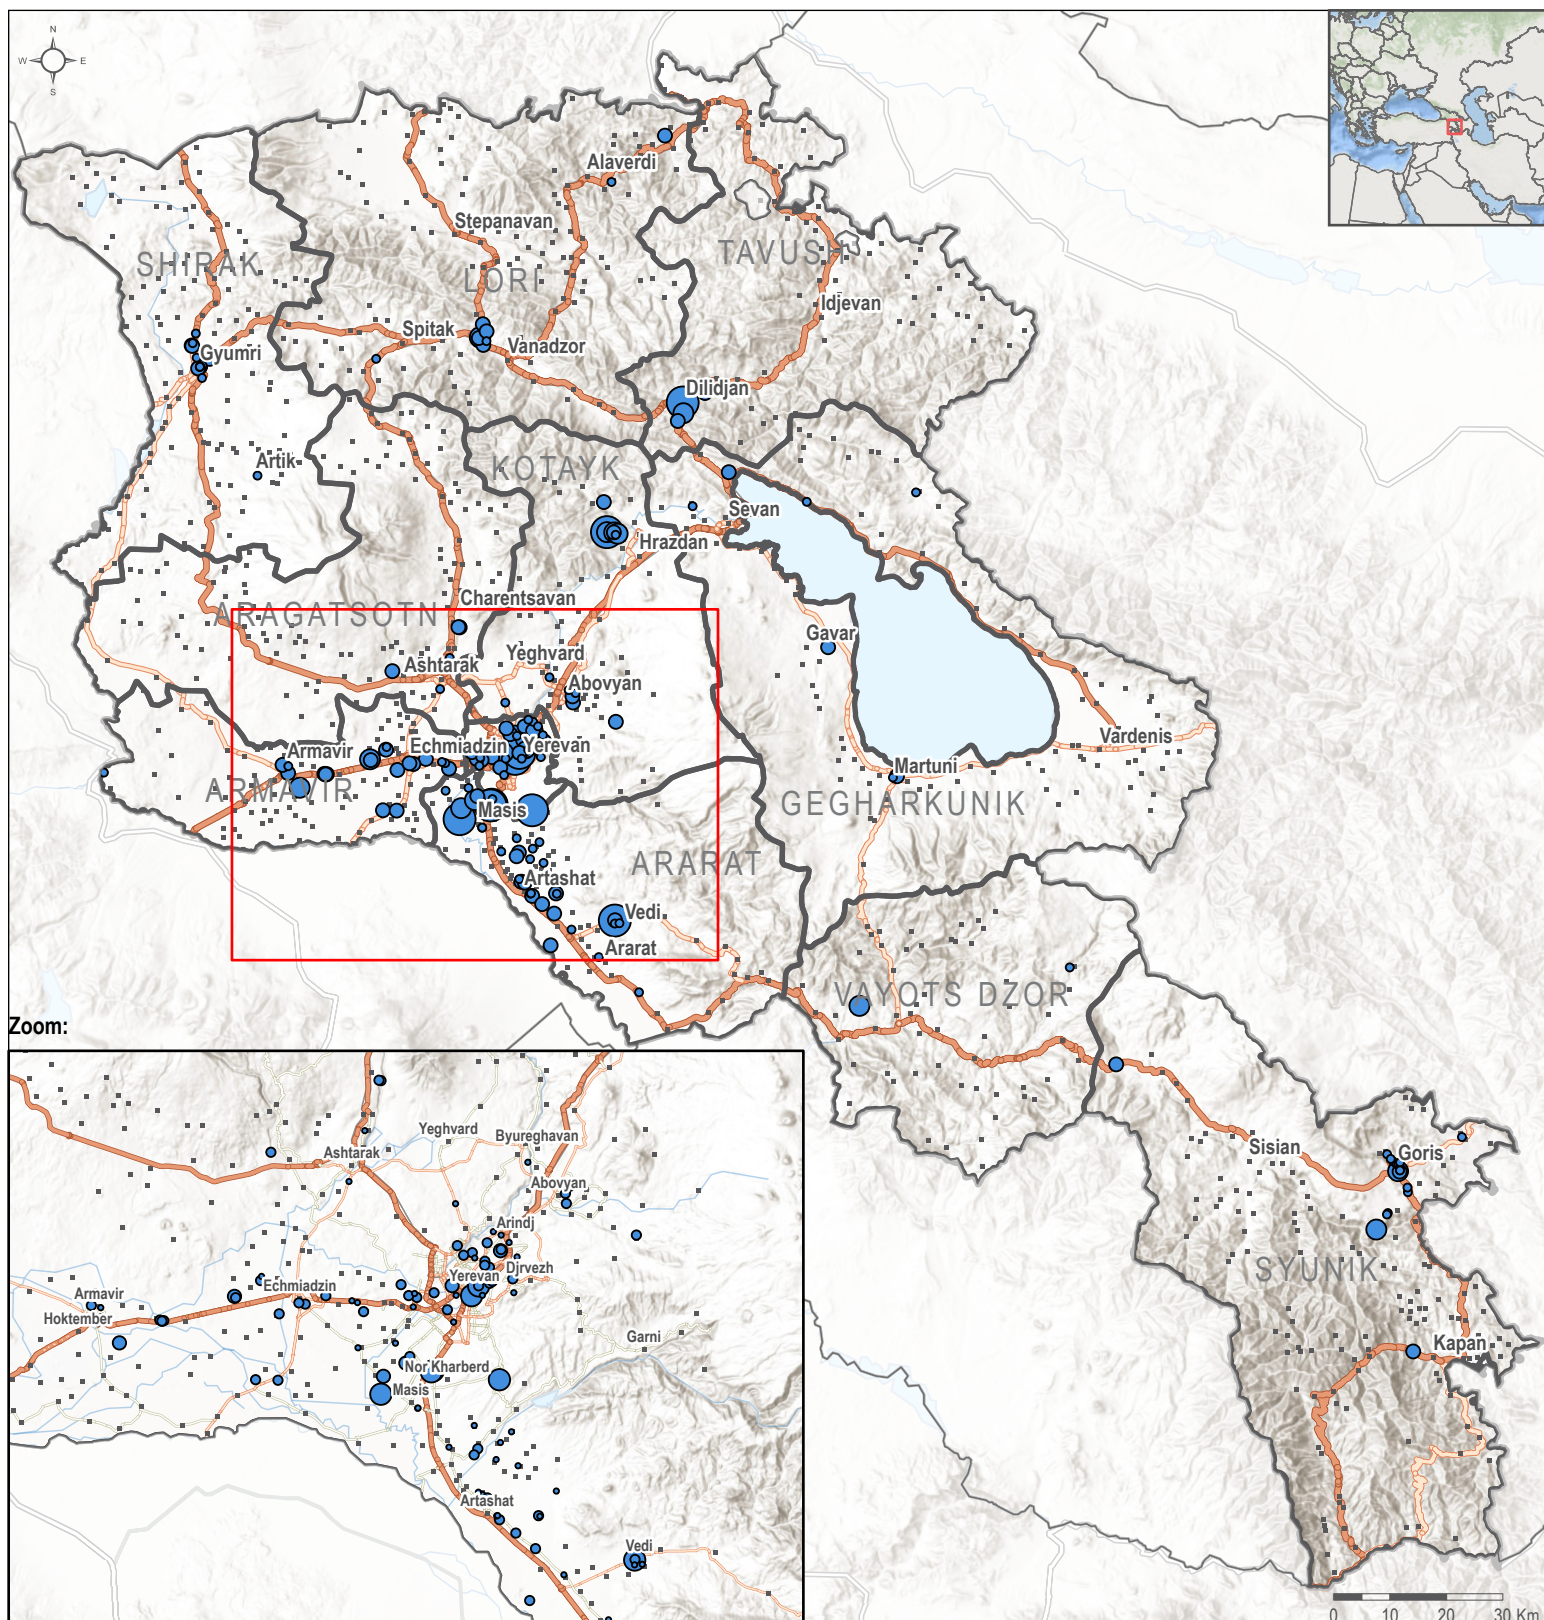 N
W E
S
Alaverdi
Stepanavan
TAVUSH
SHIRAK
LORI
Idjevan
Spitak
Vanadzor
Gyumri
Dilidjan
Artik
KOTAYK
Sevan
Hrazdan
Charentsavan
ARAGATSOTN
Gavar
Yeghvard
Ashtarak
Abovyan
Vardenis
Armavir
Echmiadzin
Yerevan
Martuni
ARMAVIR
GEGHARKUNIK
Masis
ARARAT
Artashat
Vedi
Ararat
VAYOTS DZOR
Zoom:
Yeghvard
Byureghavan
Ashtarak
Sisian
Goris
Abovyan
Arindj
Djrvezh
Yerevan
SYUNIK
Echmiadzin
Armavir
Hoktember
Garni
Kapan
Nor Kharberd
Masis
Artashat
Vedi
0 10 20 30 Km